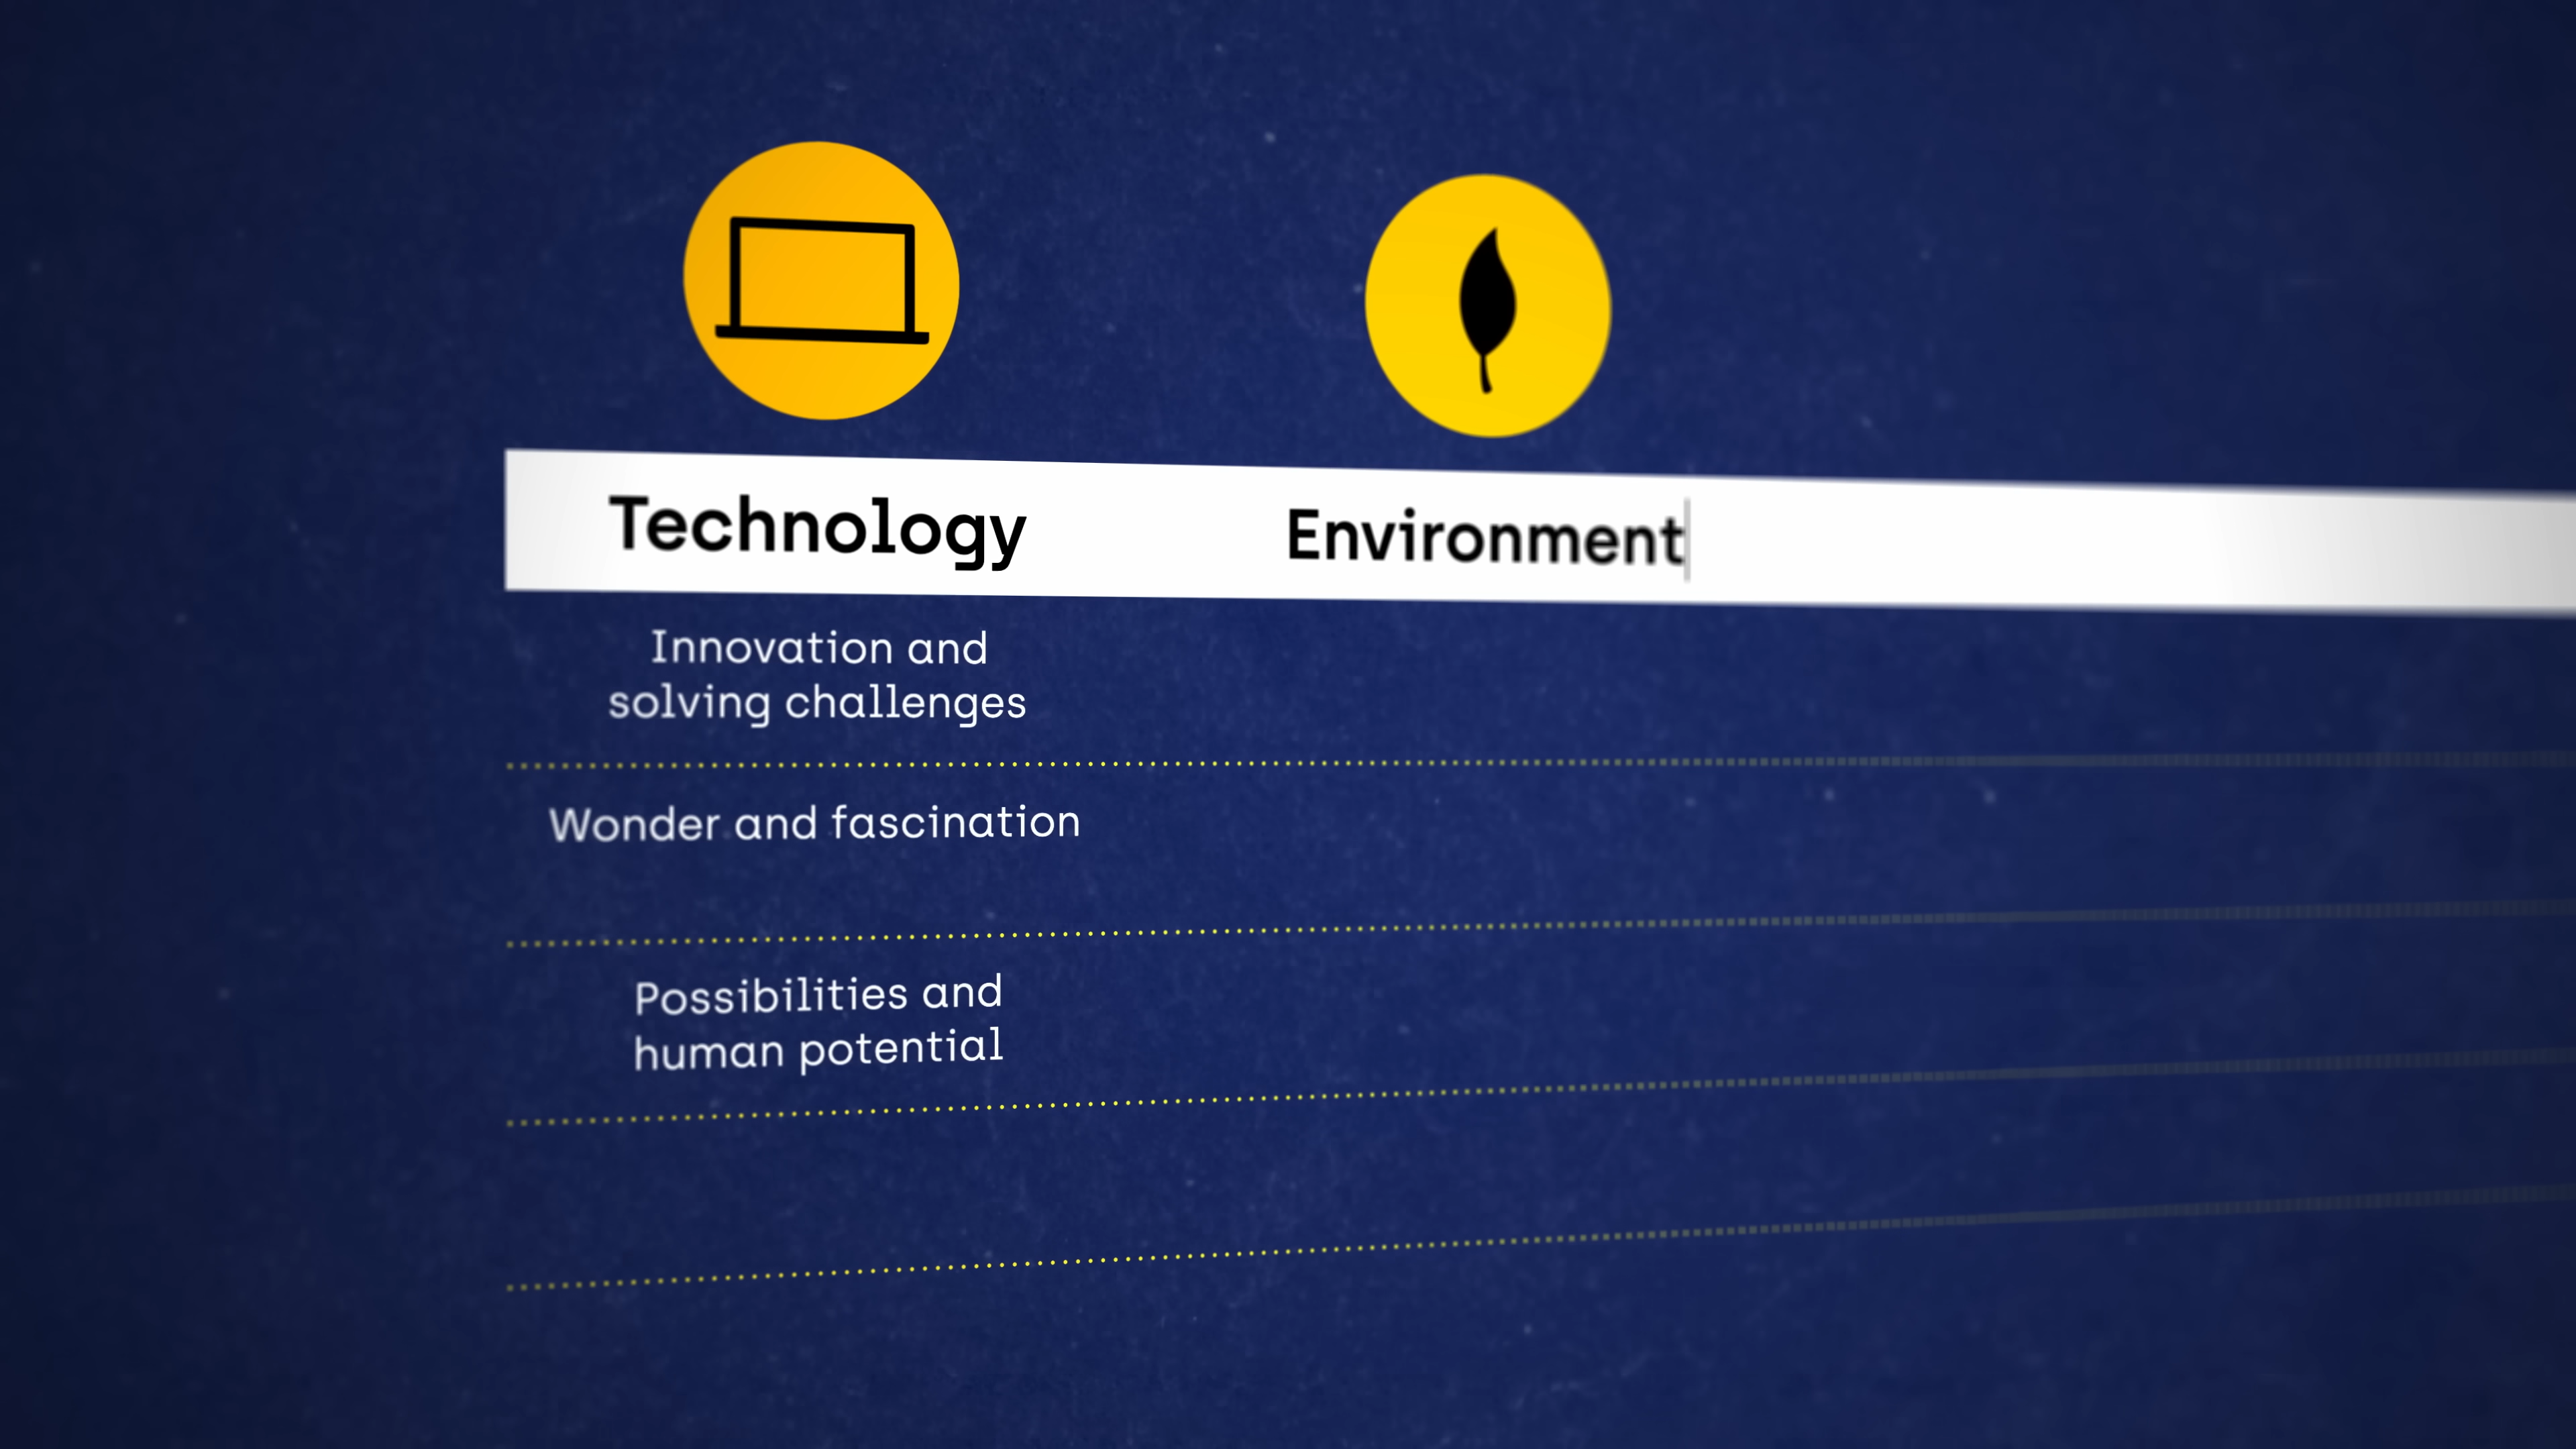 Technology
Environment
Innovation and
solving challenges
Wonder and fascination
Possibilities and
human potential